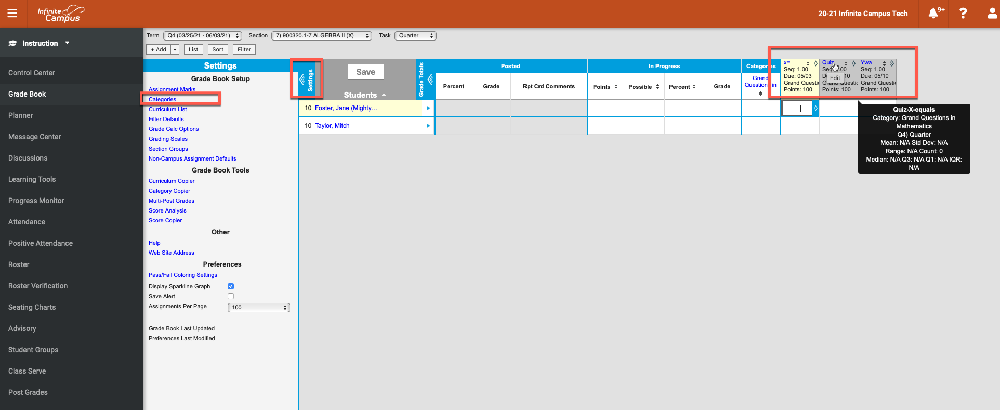 Infinite Campus
20-21 Infinite Campus Tech
9+
?
Instruction
Control Center
Grade Book
Planner
Message Center
Discussions
Learning Tools
Progress Monitor
Attendance
Positive Attendance
Roster
Roster Verification
Seating Charts
Advisory
Student Groups
Class Serve
Post Grades
Term Q4 (03/25/21 - 06/03/21) Section 7) 900320.1-7 ALGEBRA II (X) Task Quarter
+ Add List Sort Filter
Settings
Grade Book Setup
Assignment Marks
Categories
Curriculum List
Filter Defaults
Grade Calc Options
Grading Scales
Section Groups
Non-Campus Assignment Defaults
Grade Book Tools
Curriculum Copier
Category Copier
Multi-Post Grades
Score Analysis
Score Copier
Other
Help
Web Site Address
Preferences
Pass/Fail Coloring Settings
Display Sparkline Graph
Save Alert
Assignments Per Page 100
Grade Book Last Updated
Preferences Last Modified
Settings
Save
Students
Grade Totals
Posted In Progress Categories
Percent Grade Rpt Crd Comments Points Possible Percent Grade
Grand
Questions in
x=
Seq: 1.00
Due: 05/03
Grand Questic
Points: 100
Quiz
Edit
Points: 100
Ywa
Seq: 1.00
Due: 05/10
Grand Questic
Points: 100
10 Foster, Jane (Mighty...
10 Taylor, Mitch
Quiz-X-equals
Category: Grand Questions in
Mathematics
Q4) Quarter
Mean: N/A Std Dev: N/A
Range: N/A Count: 0
Median: N/A Q3: N/A Q1: N/A IQR:
N/A